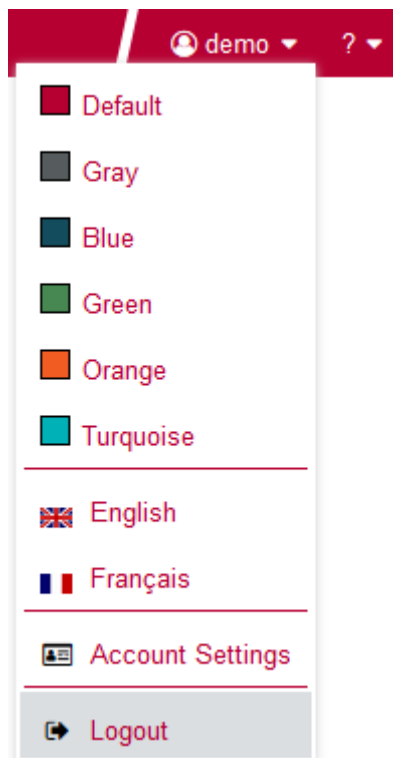 demo ?
Default
Gray
Blue
Green
Orange
Turquoise
English
Français
Account Settings
Logout